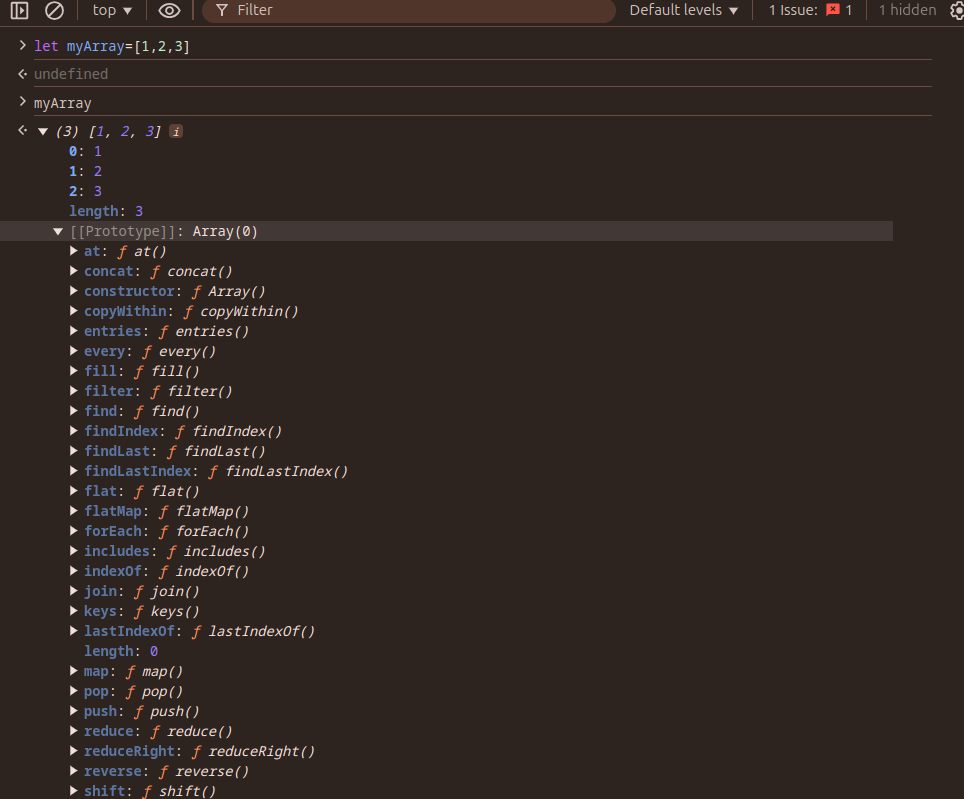 top Filter Default levels 1 Issue: 1 1 hidden
let myArray=[1,2,3]
undefined
myArray
(3) [1, 2, 3] i
0: 1
1: 2
2: 3
length: 3
[[Prototype]]: Array(0)
at: ƒ at()
concat: ƒ concat()
constructor: ƒ Array()
copyWithin: ƒ copyWithin()
entries: ƒ entries()
every: ƒ every()
fill: ƒ fill()
filter: ƒ filter()
find: ƒ find()
findIndex: ƒ findIndex()
findLast: ƒ findLast()
findLastIndex: ƒ findLastIndex()
flat: ƒ flat()
flatMap: ƒ flatMap()
forEach: ƒ forEach()
includes: ƒ includes()
indexOf: ƒ indexOf()
join: ƒ join()
keys: ƒ keys()
lastIndexOf: ƒ lastIndexOf()
length: 0
map: ƒ map()
pop: ƒ pop()
push: ƒ push()
reduce: ƒ reduce()
reduceRight: ƒ reduceRight()
reverse: ƒ reverse()
shift: ƒ shift()